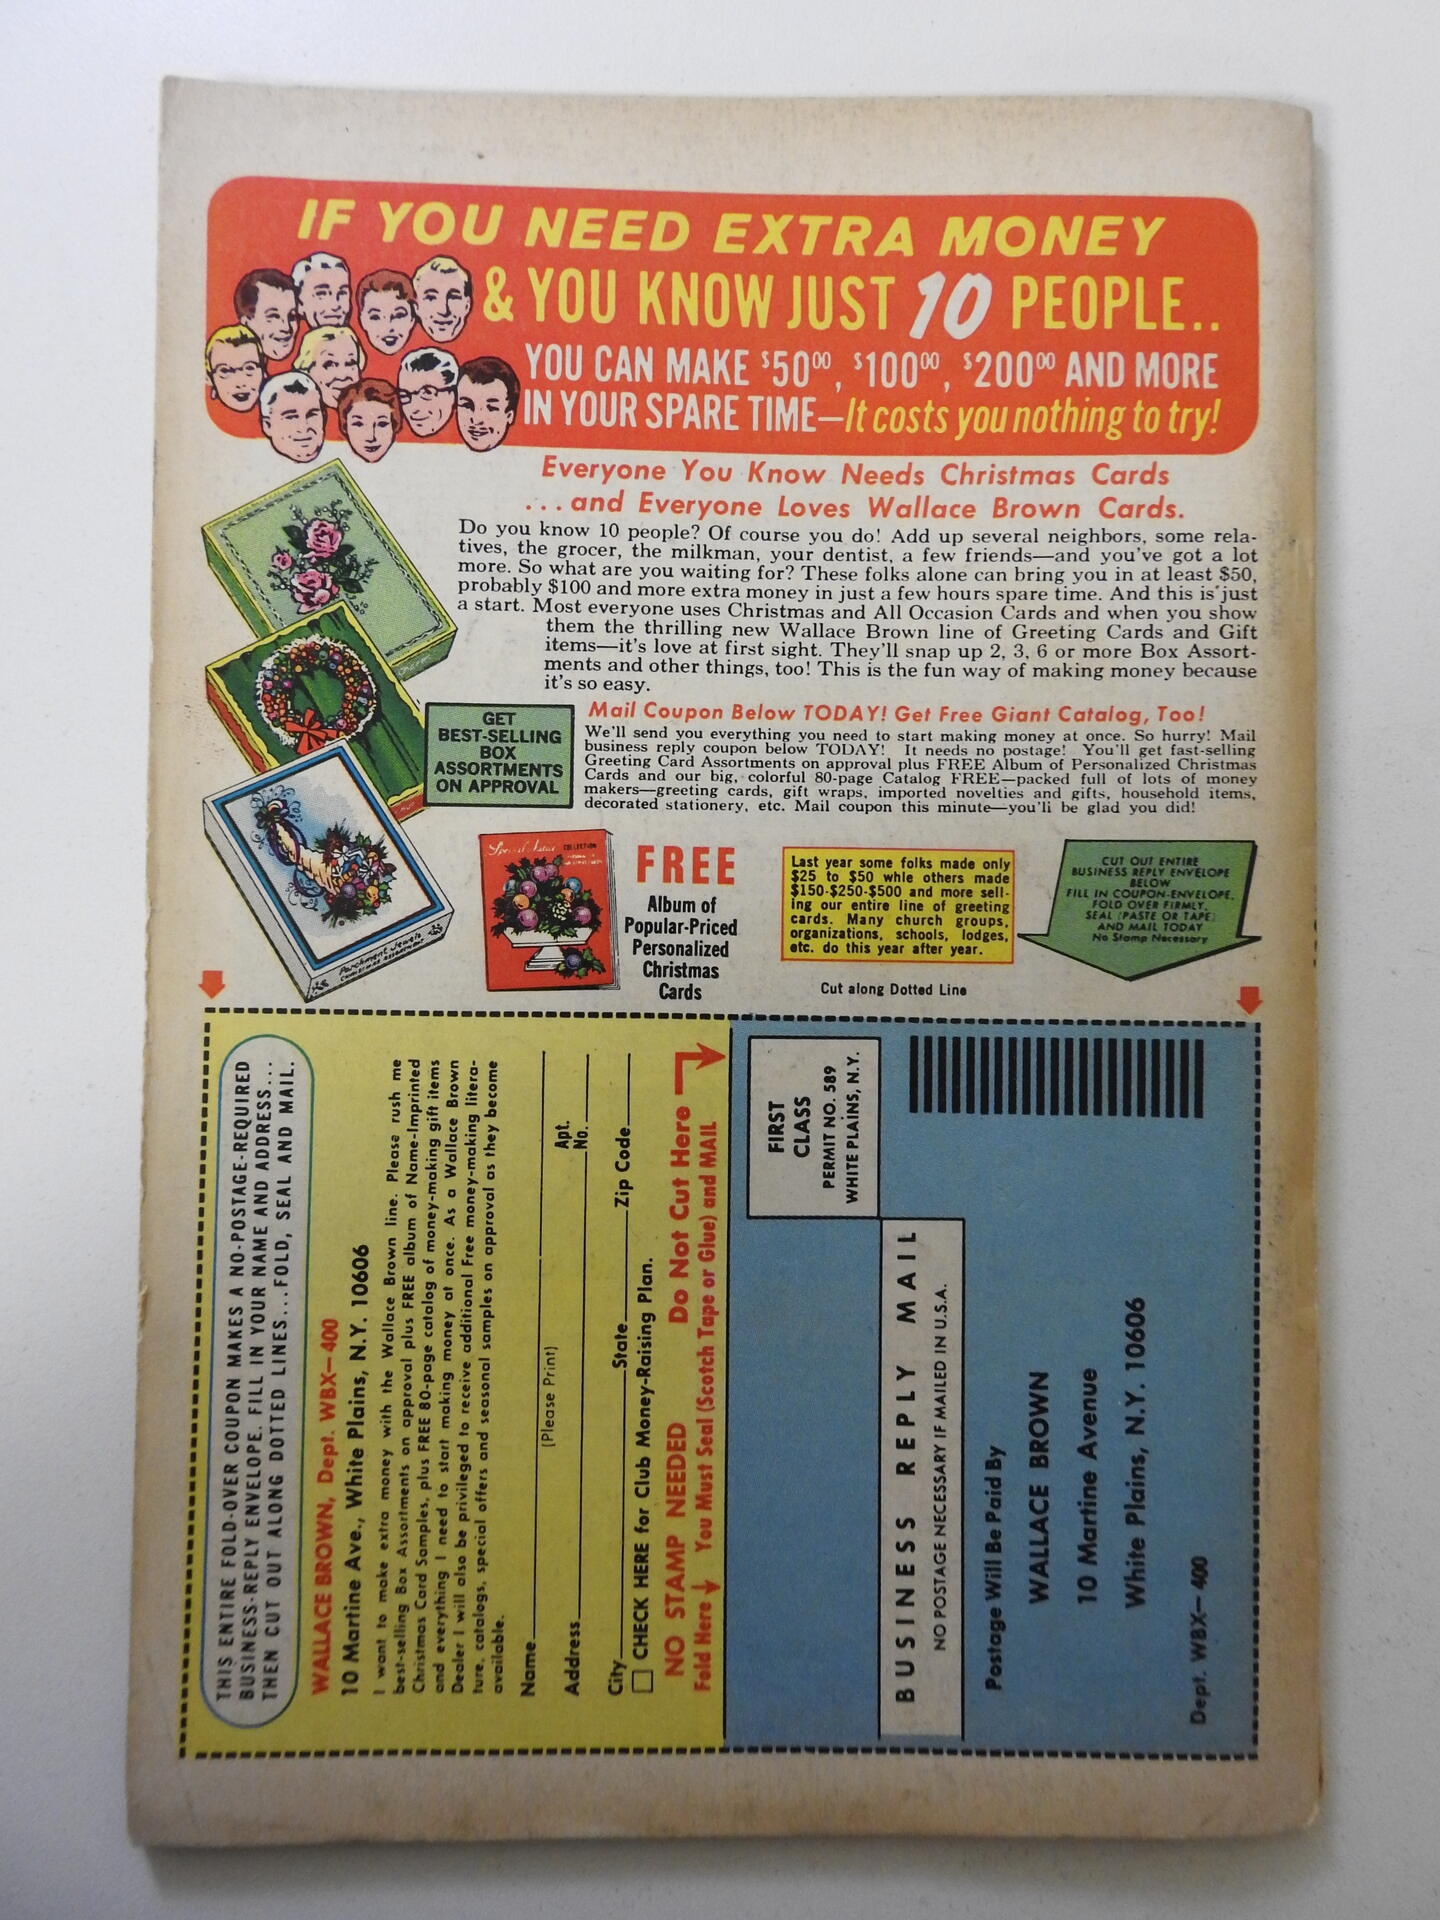 IF YOU NEED EXTRA MONEY
& YOU KNOW JUST 10 PEOPLE..
YOU CAN MAKE $50⁰⁰, $100⁰⁰, $200⁰⁰ AND MORE
IN YOUR SPARE TIME—It costs you nothing to try!
Everyone You Know Needs Christmas Cards
...and Everyone Loves Wallace Brown Cards.
Do you know 10 people? Of course you do! Add up several neighbors, some rela-
tives, the grocer, the milkman, your dentist, a few friends—and you've got a lot
more. So what are you waiting for? These folks alone can bring you in at least $50,
probably $100 and more extra money in just a few hours spare time. And this is just
a start. Most everyone uses Christmas and All Occasion Cards and when you show
them the thrilling new Wallace Brown line of Greeting Cards and Gift
items—it's love at first sight. They'll snap up 2, 3, 6 or more Box Assort-
ments and other things, too! This is the fun way of making money because
it's so easy.
GET
BEST-SELLING
BOX
ASSORTMENTS
ON APPROVAL
Mail Coupon Below TODAY! Get Free Giant Catalog, Too!
We'll send you everything you need to start making money at once. So hurry! Mail
business reply coupon below TODAY! It needs no postage! You'll get fast-selling
Greeting Card Assortments on approval plus FREE Album of Personalized Christmas
Cards and our big, colorful 80-page Catalog FREE—packed full of lots of money
makers—greeting cards, gift wraps, imported novelties and gifts, household items,
decorated stationery, etc. Mail coupon this minute—you'll be glad you did!
Parchment Jewels
CHRISTMAS ASSORTMENT
COLLECTION
FREE
Album of
Popular-Priced
Personalized
Christmas
Cards
Last year some folks made only
$25 to $50 whle others made
$150-$250-$500 and more sell-
ing our entire line of greeting
cards. Many church groups,
organizations, schools, lodges,
etc. do this year after year.
CUT OUT ENTIRE
BUSINESS REPLY ENVELOPE
BELOW
FILL IN COUPON-ENVELOPE,
FOLD OVER FIRMLY,
SEAL (PASTE OR TAPE)
AND MAIL TODAY
No Stamp Necessary
Cut along Dotted Line
THIS ENTIRE FOLD-OVER COUPON MAKES A NO-POSTAGE-REQUIRED
BUSINESS-REPLY ENVELOPE. FILL IN YOUR NAME AND ADDRESS...
THEN CUT OUT ALONG DOTTED LINES...FOLD, SEAL AND MAIL.
WALLACE BROWN, Dept. WBX—400
10 Martine Ave., White Plains, N.Y. 10606
I want to make extra money with the Wallace Brown line. Please rush me
best-selling Box Assortments on approval plus FREE album of Name-Imprinted
Christmas Card Samples, plus FREE 80-page catalog of money-making gift items
and everything I need to start making money at once. As a Wallace Brown
Dealer I will also be privileged to receive additional Free money-making litera-
ture, catalogs, special offers and seasonal samples on approval as they become
available.
Name
(Please Print)
Address Apt. No.
City State Zip Code
CHECK HERE for Club Money-Raising Plan.
NO STAMP NEEDED Do Not Cut Here
Fold Here You Must Seal (Scotch Tape or Glue) and MAIL
FIRST
CLASS
PERMIT NO. 589
WHITE PLAINS, N.Y.
BUSINESS REPLY MAIL
NO POSTAGE NECESSARY IF MAILED IN U.S.A.
Postage Will Be Paid By
WALLACE BROWN
10 Martine Avenue
White Plains, N.Y. 10606
Dept. WBX—400